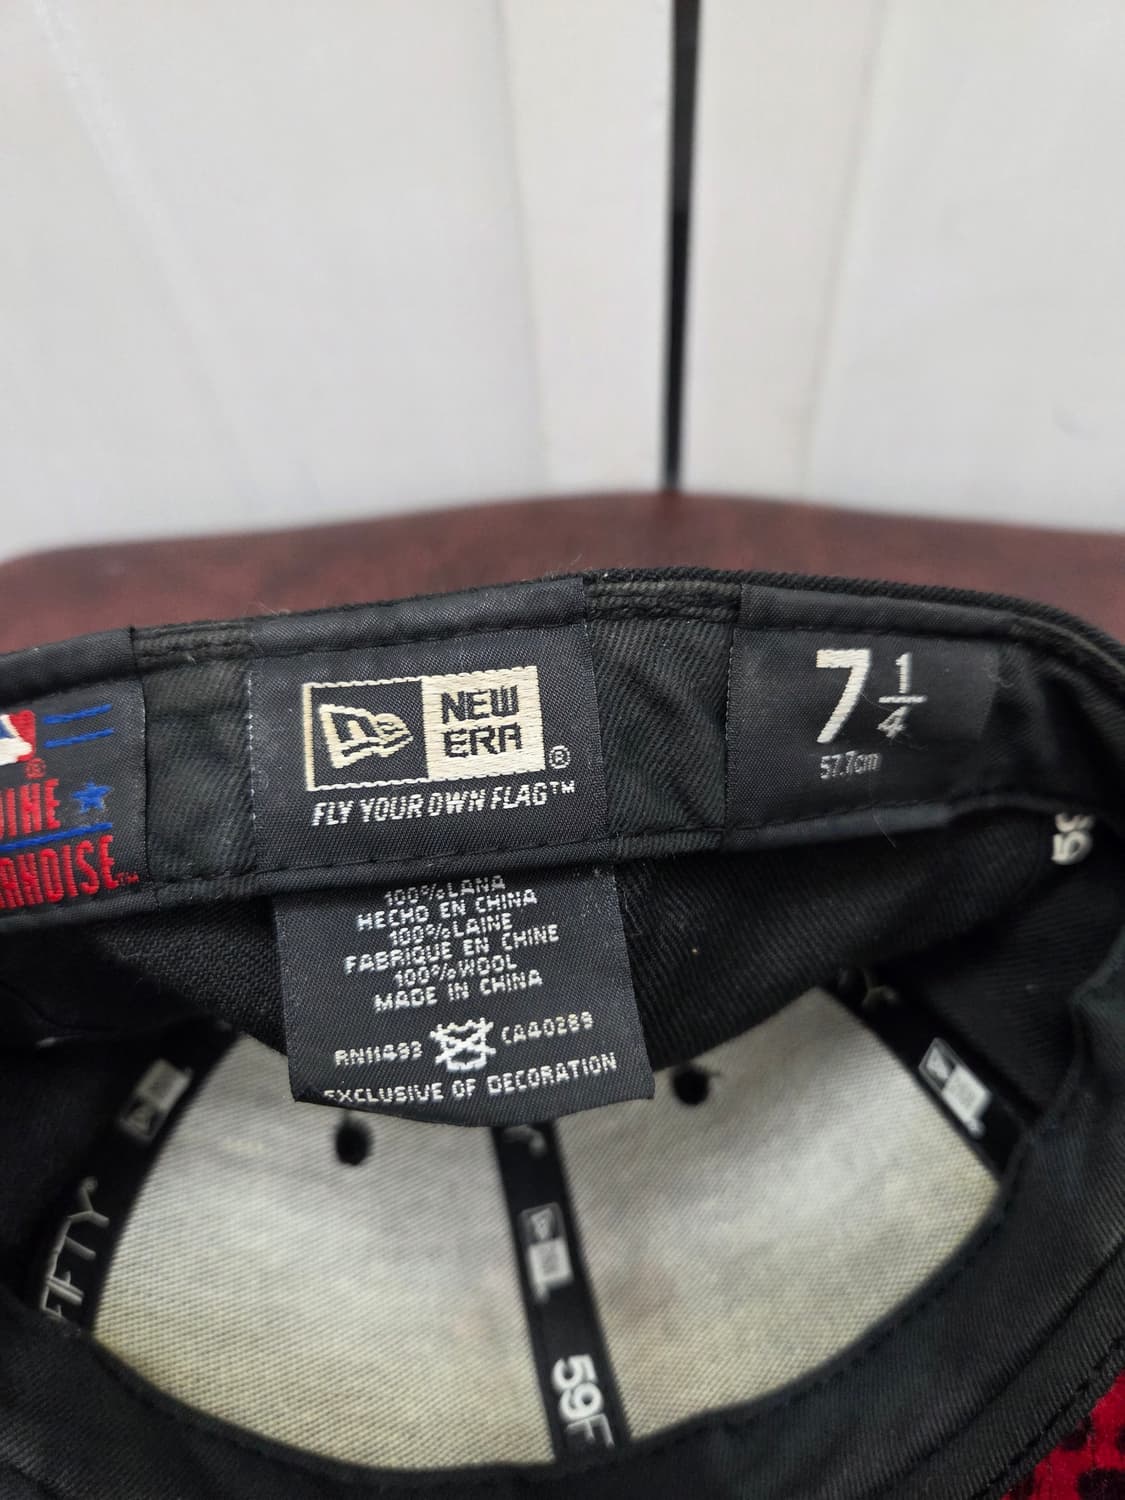 NEW
ERA
®
FLY YOUR OWN FLAG™
7 1/4
57.7cm
100% LANA
HECHO EN CHINA
100% LAINE
FABRIQUE EN CHINE
100% WOOL
MADE IN CHINA
RN11493 CA40289
EXCLUSIVE OF DECORATION
FIFTY
59F